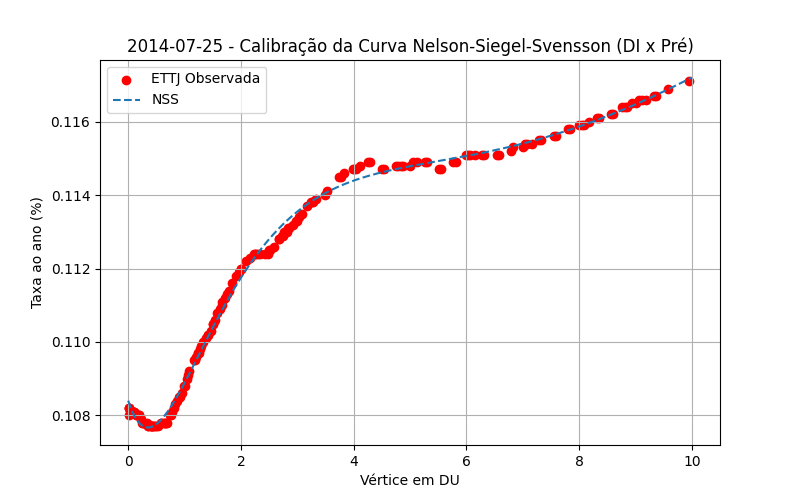 2014-07-25 - Calibração da Curva Nelson-Siegel-Svensson (DI x Pré)
ETTJ Observada
NSS
Taxa ao ano (%)
0.116
0.114
0.112
0.110
0.108
0 2 4 6 8 10
Vértice em DU